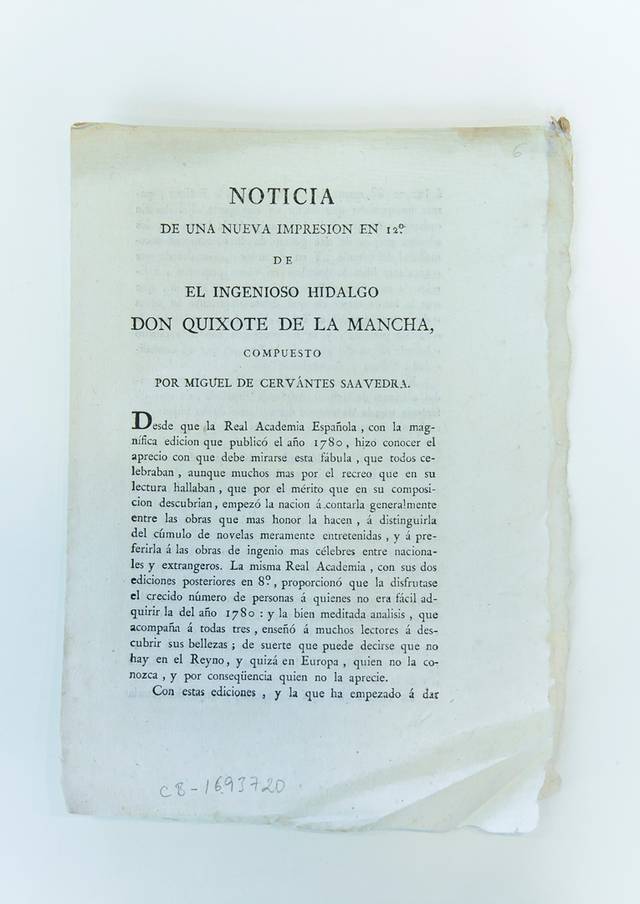 6
NOTICIA
DE UNA NUEVA IMPRESION EN 12º
DE
EL INGENIOSO HIDALGO
DON QUIXOTE DE LA MANCHA,
COMPUESTO
POR MIGUEL DE CERVÁNTES SAAVEDRA.
Desde que la Real Academia Española , con la mag-
nífica edicion que publicó el año 1780 , hizo conocer el
aprecio con que debe mirarse esta fábula , que todos ce-
lebraban , aunque muchos mas por el recreo que en su
lectura hallaban , que por el mérito que en su composi-
cion descubrian , empezó la nacion á contarla generalmente
entre las obras que mas honor la hacen , á distinguirla
del cúmulo de novelas meramente entretenidas , y á pre-
ferirla á las obras de ingenio mas célebres entre naciona-
les y extrangeros. La misma Real Academia , con sus dos
ediciones posteriores en 8º , proporcionó que la disfrutase
el crecido número de personas á quienes no era fácil ad-
quirir la del año 1780 : y la bien meditada analisis , que
acompaña á todas tres , enseñó á muchos lectores á des-
cubrir sus bellezas ; de suerte que puede decirse que no
hay en el Reyno , y quizá en Europa , quien no la co-
nozca , y por conseqüencia quien no la aprecie.
Con estas ediciones , y la que ha empezado á dar
CB-1693720